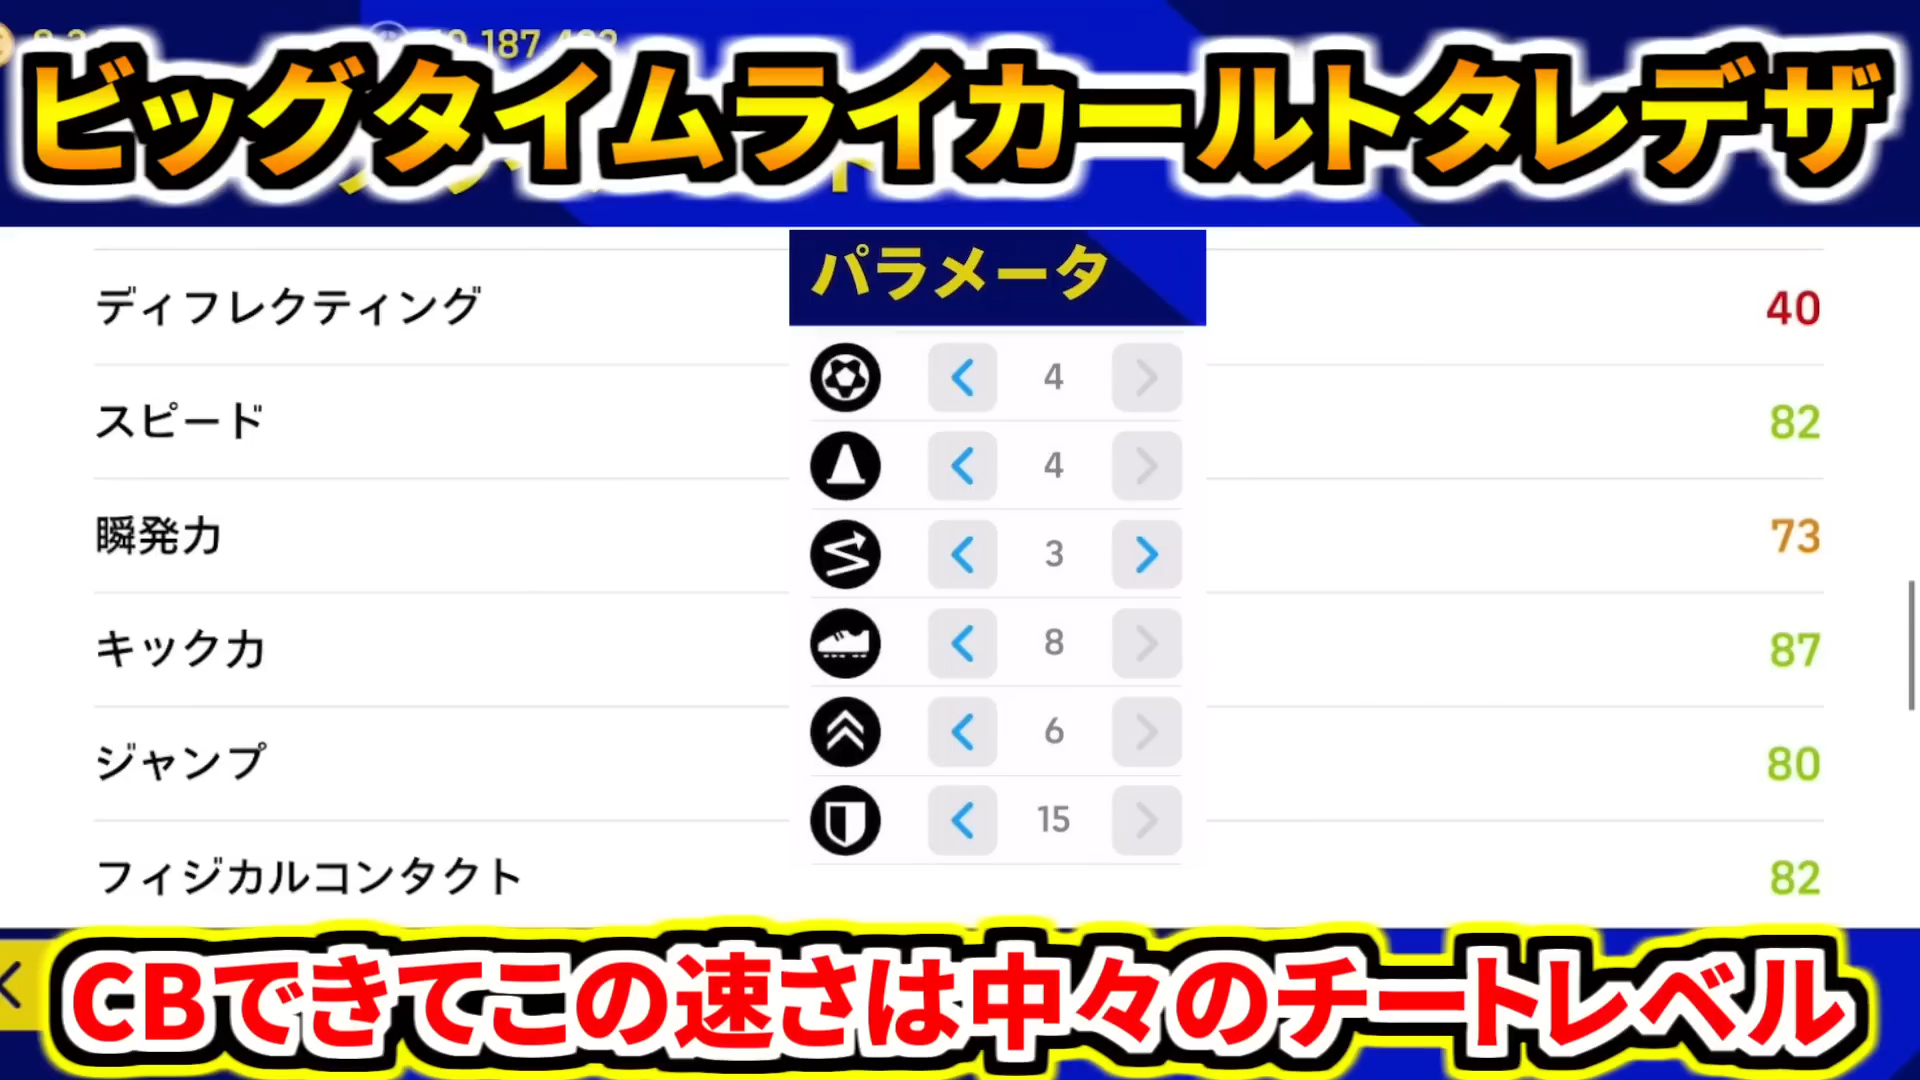 ビッグタイムライカールトタレデザ
パラメータ
ディフレクティング 40
スピード 82
瞬発力 73
キック力 87
ジャンプ 80
フィジカルコンタクト 82
4
4
3
8
6
15
CBできてこの速さは中々のチートレベル